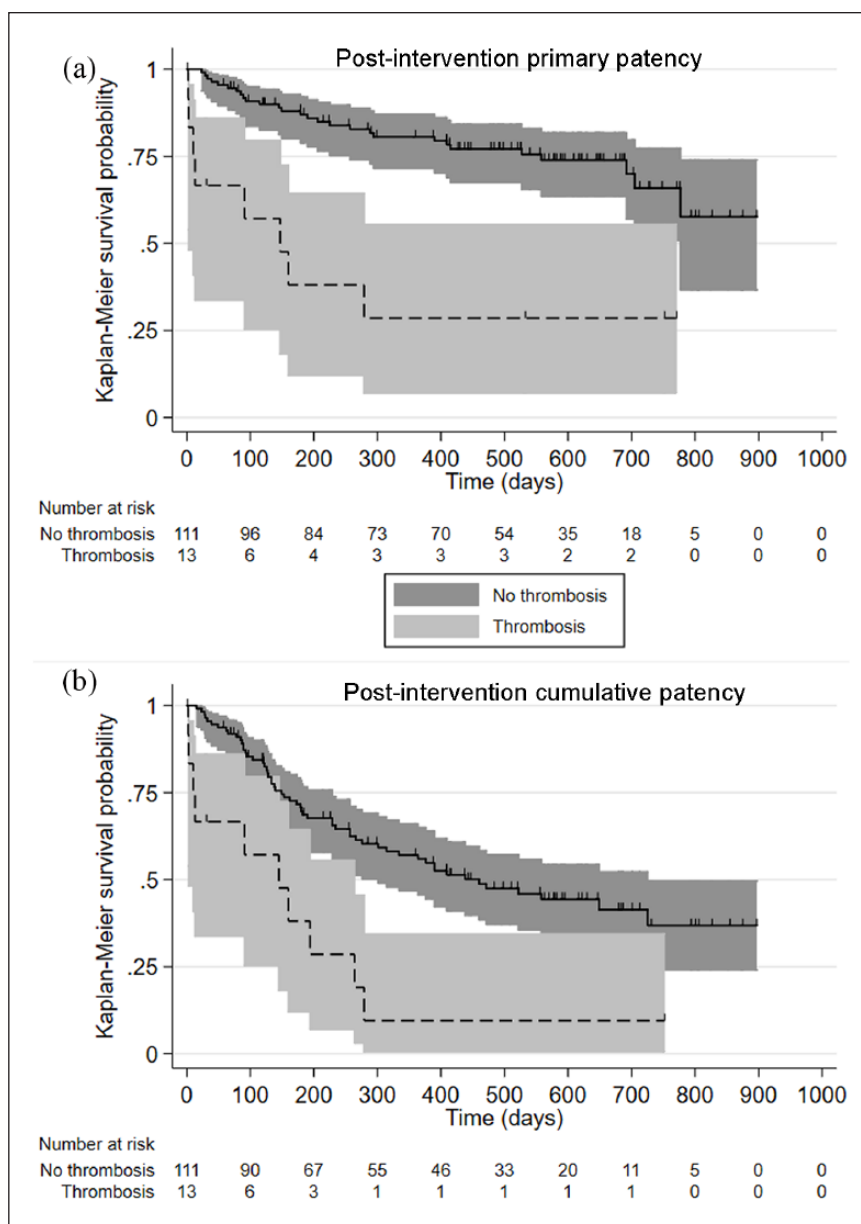 (a)
Post-intervention primary patency
Kaplan-Meier survival probability
1
.75
.5
.25
0
0 100 200 300 400 500 600 700 800 900 1000
Time (days)
Number at risk
No thrombosis 111 96 84 73 70 54 35 18 5 0 0
Thrombosis 13 6 4 3 3 3 2 2 0 0 0
No thrombosis
Thrombosis
(b)
Post-intervention cumulative patency
Kaplan-Meier survival probability
1
.75
.5
.25
0
0 100 200 300 400 500 600 700 800 900 1000
Time (days)
Number at risk
No thrombosis 111 90 67 55 46 33 20 11 5 0 0
Thrombosis 13 6 3 1 1 1 1 1 0 0 0